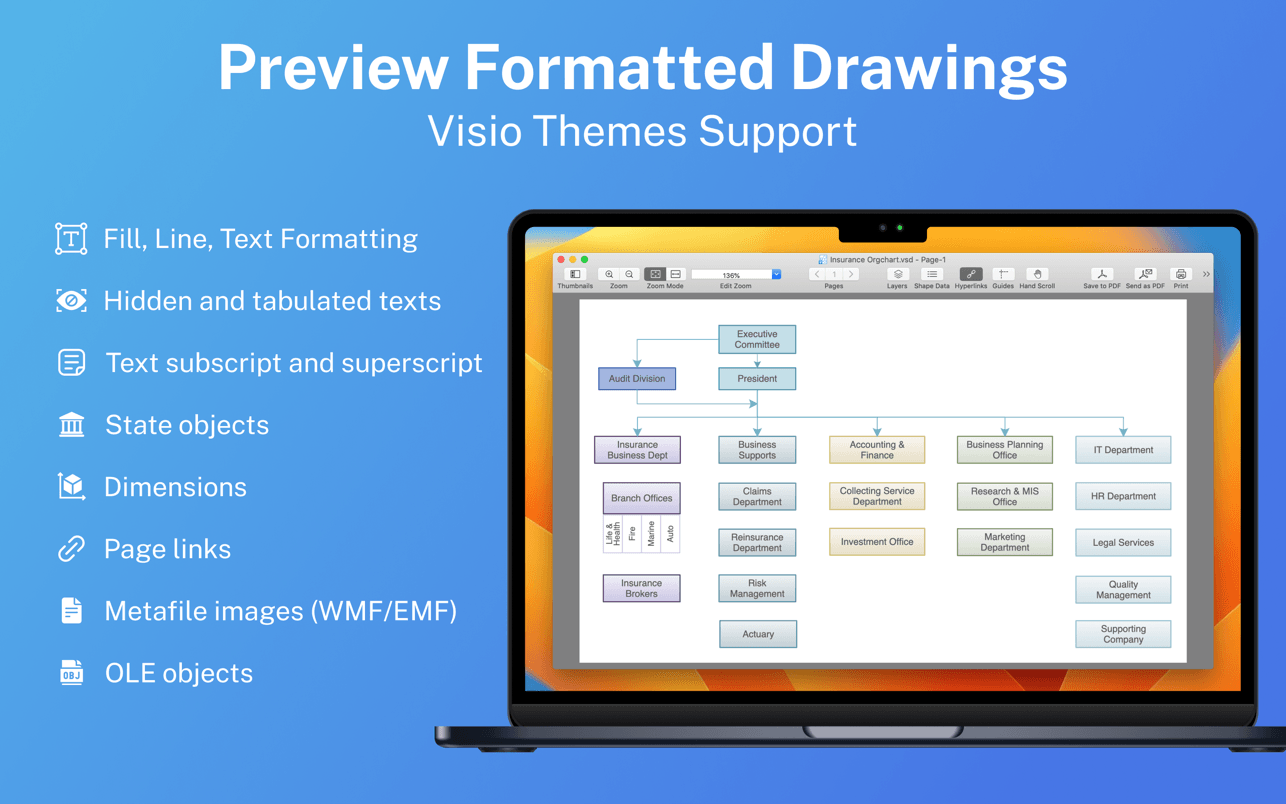 Preview Formatted Drawings
Visio Themes Support
Fill, Line, Text Formatting
Hidden and tabulated texts
Text subscript and superscript
State objects
Dimensions
Page links
Metafile images (WMF/EMF)
OBJ
OLE objects
Insurance Orgchart.vsd - Page-1
136%
1
Thumbnails
Zoom
Zoom Mode
Edit Zoom
Pages
Layers
Shape Data
Hyperlinks
Guides
Hand Scroll
Save to PDF
Send as PDF
Print
Executive
Committee
Audit Division
President
Insurance
Business Dept
Business
Supports
Accounting &
Finance
Business Planning
Office
IT Department
Branch Offices
Claims
Department
Collecting Service
Department
Research & MIS
Office
HR Department
Life &
Health
Fire
Marine
Auto
Reinsurance
Department
Investment Office
Marketing
Department
Legal Services
Insurance
Brokers
Risk
Management
Quality
Management
Actuary
Supporting
Company